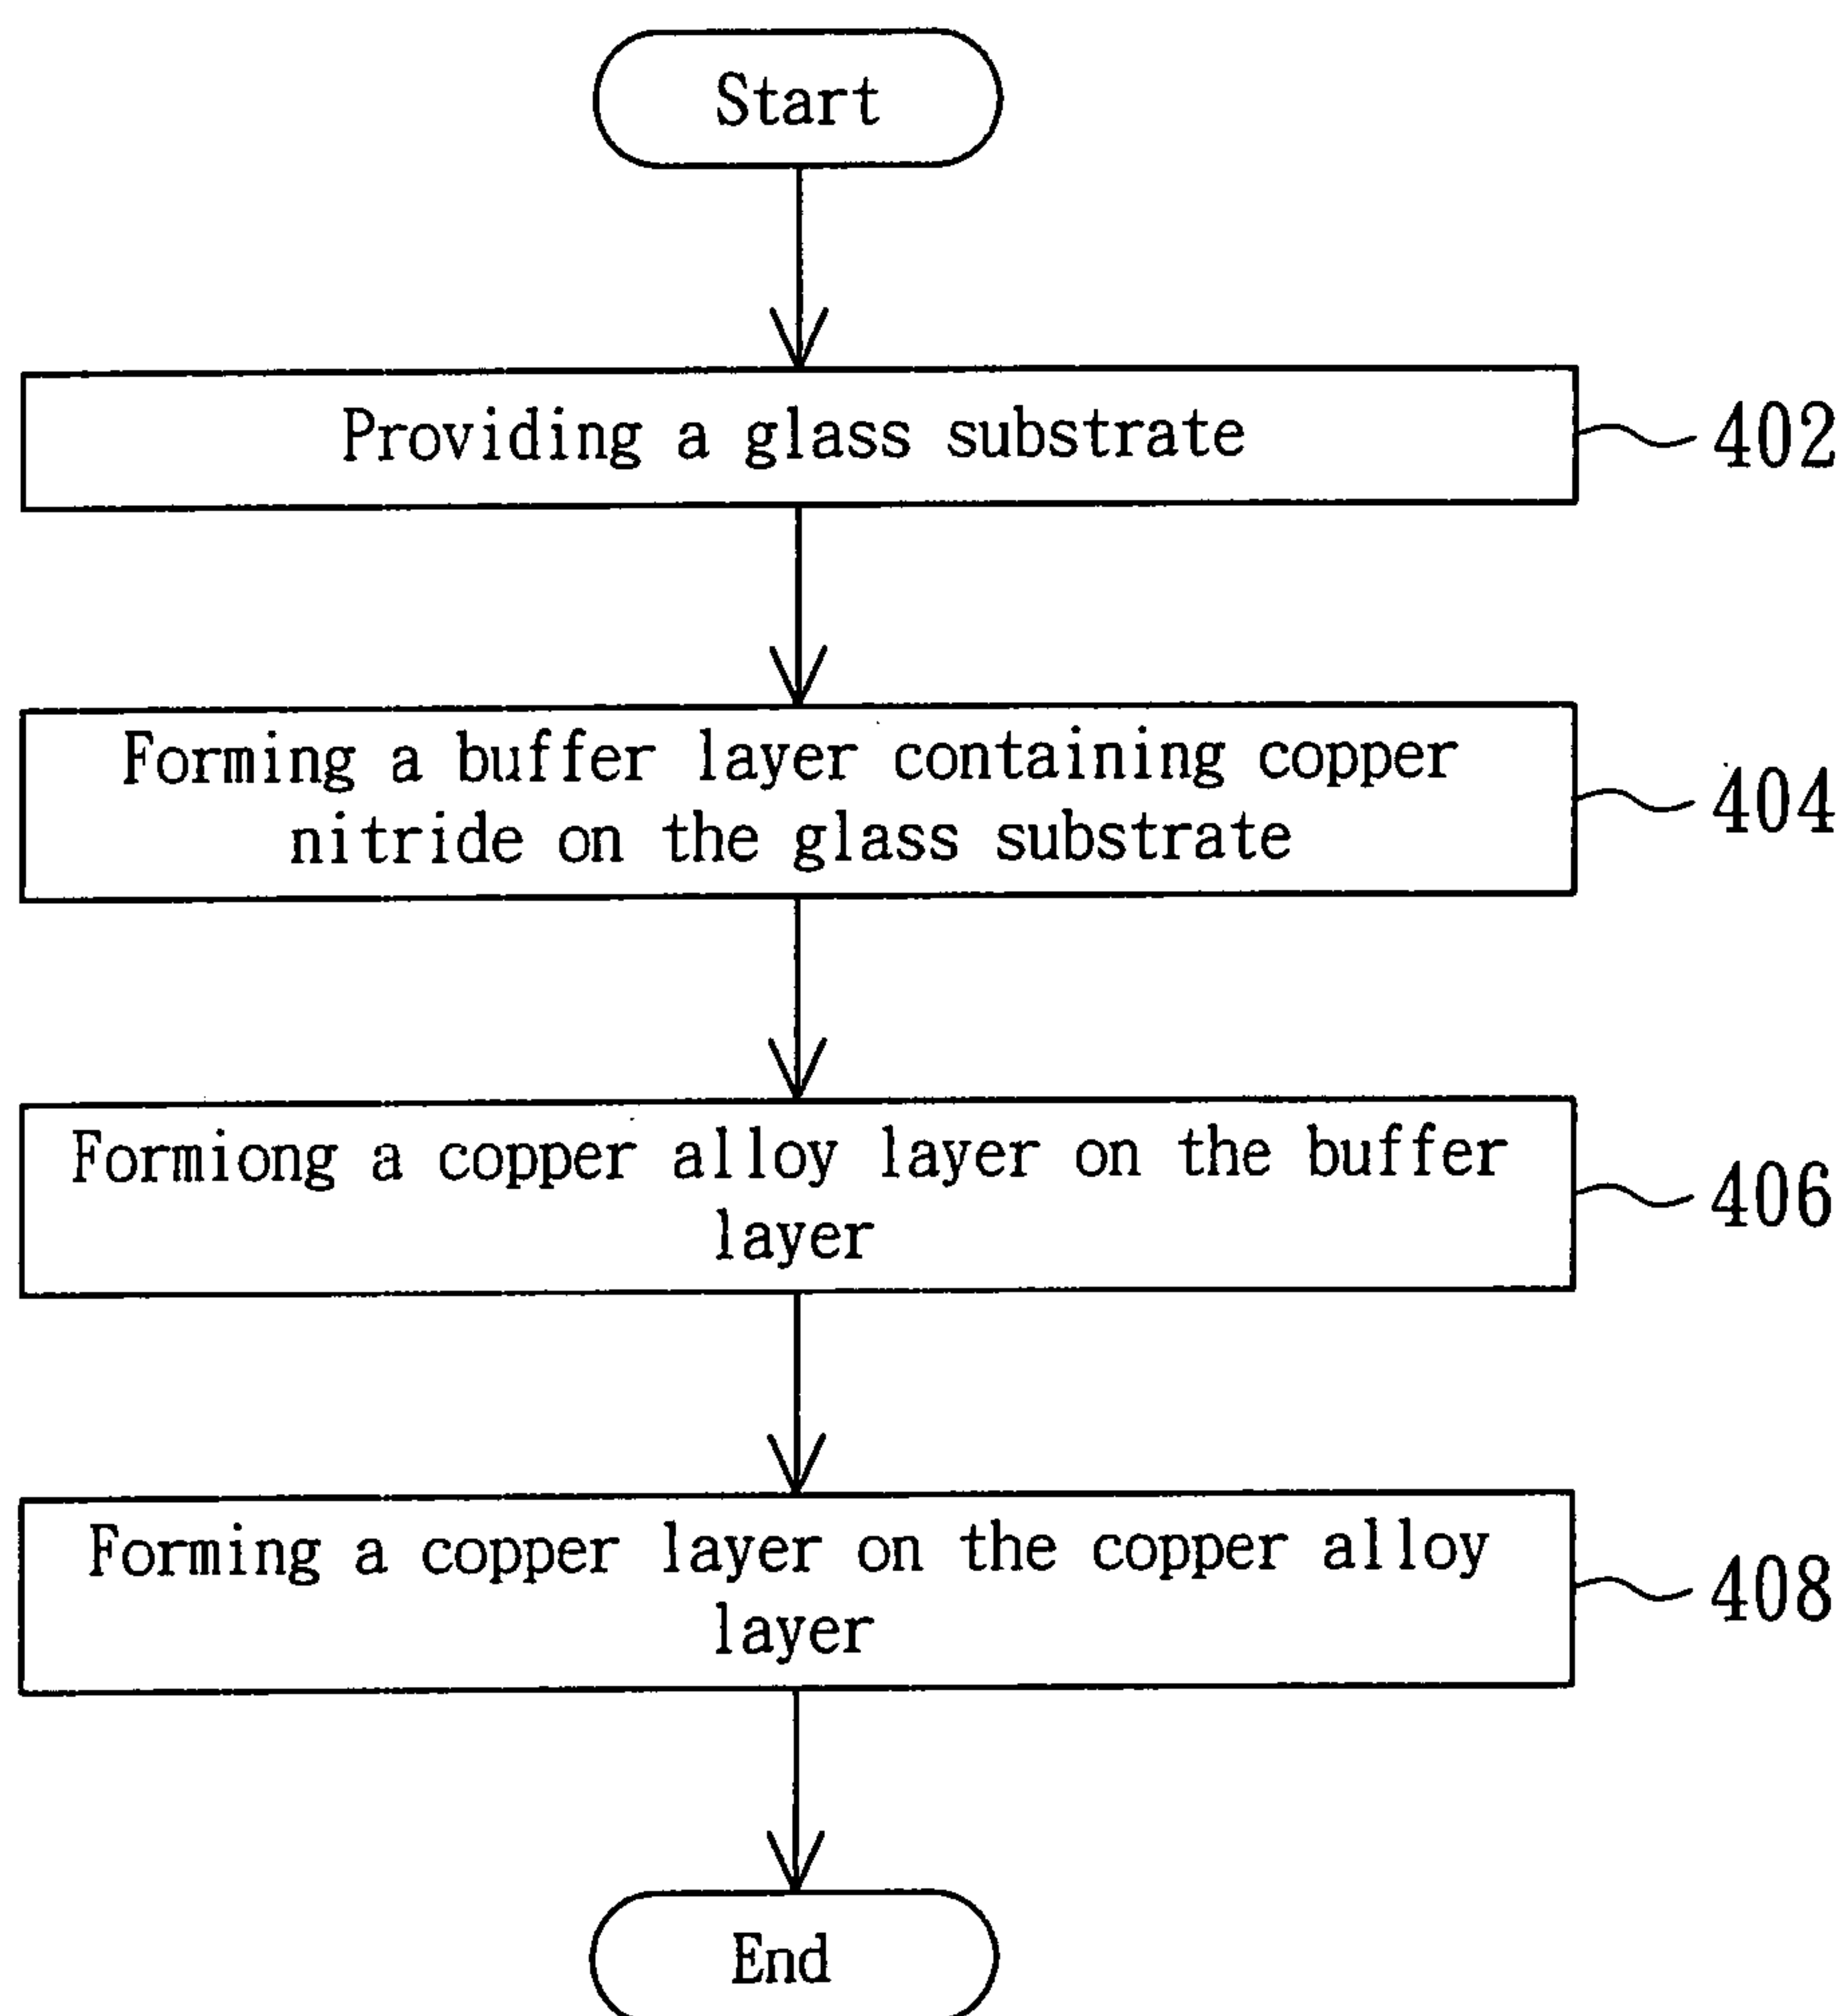 Start
Providing a glass substrate
402
Forming a buffer layer containing copper
nitride on the glass substrate
404
Formiong a copper alloy layer on the buffer
layer
406
Forming a copper layer on the copper alloy
layer
408
End